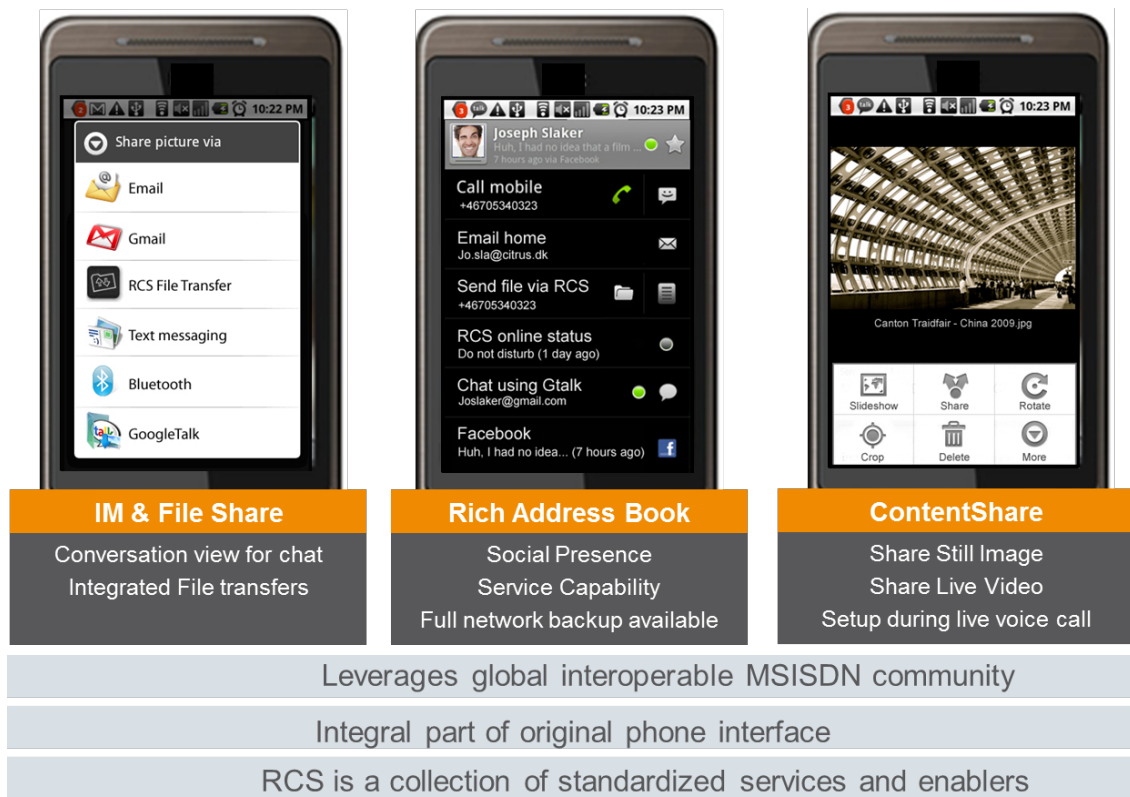 10:22 PM
Share picture via
Email
Gmail
RCS File Transfer
Text messaging
Bluetooth
talk
GoogleTalk
3 talk 10:23 PM
Joseph Slaker
Huh, I had no idea that a film ...
7 hours ago via Facebook
Call mobile
+46705340323
Email home
Jo.sla@citrus.dk
Send file via RCS
+46705340323
RCS online status
Do not disturb (1 day ago)
Chat using Gtalk
Joslaker@gmail.com
Facebook
Huh, I had no idea... (7 hours ago) f
3 talk 10:23 PM
Canton Traidfair - China 2009.jpg
Slideshow Share Rotate
Crop Delete More
IM & File Share
Conversation view for chat
Integrated File transfers
Rich Address Book
Social Presence
Service Capability
Full network backup available
ContentShare
Share Still Image
Share Live Video
Setup during live voice call
Leverages global interoperable MSISDN community
Integral part of original phone interface
RCS is a collection of standardized services and enablers